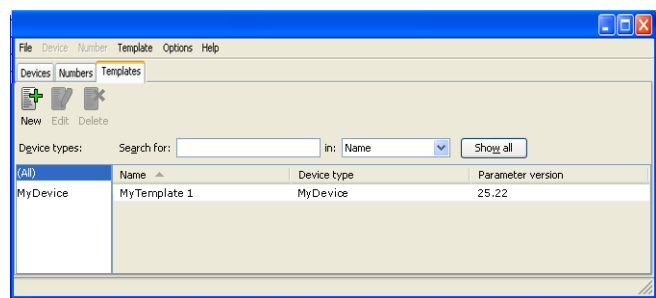 File Device Number Template Options Help
Devices Numbers Templates
New Edit Delete
Device types: Search for: in: Name Show all
(All) Name Device type Parameter version
MyDevice MyTemplate 1 MyDevice 25.22